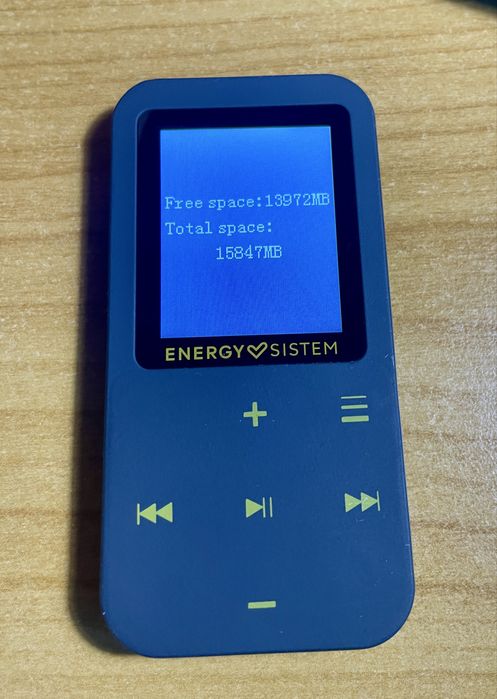 Free space:13972MB
Total space:
15847MB
ENERGY SISTEM